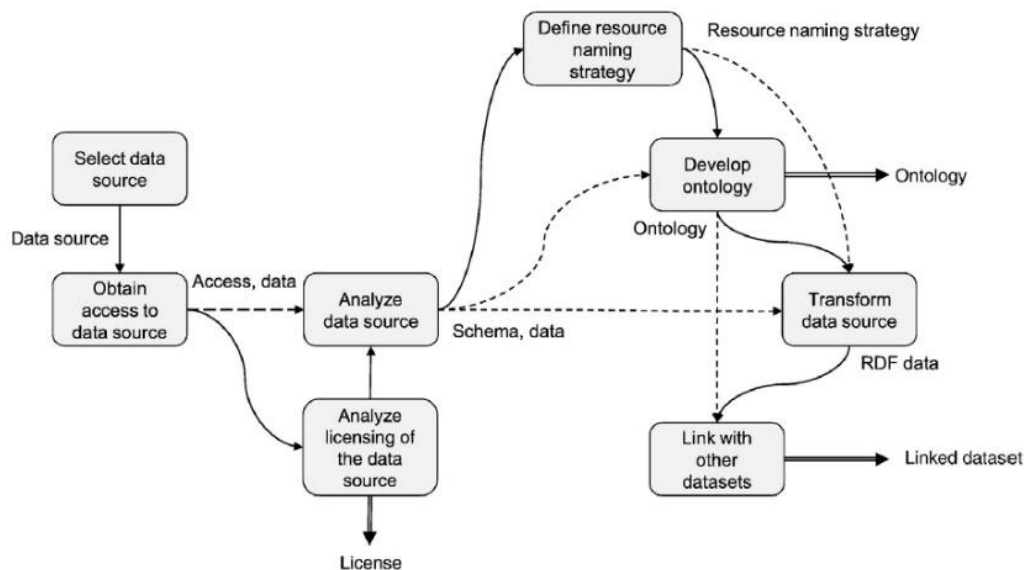 Define resource
naming
strategy
Resource naming strategy
Select data
source
Develop
ontology
Ontology
Data source
Ontology
Obtain
access to
data source
Access, data
Analyze
data source
Schema, data
Transform
data source
RDF data
Analyze
licensing of
the data
source
Link with
other
datasets
Linked dataset
License